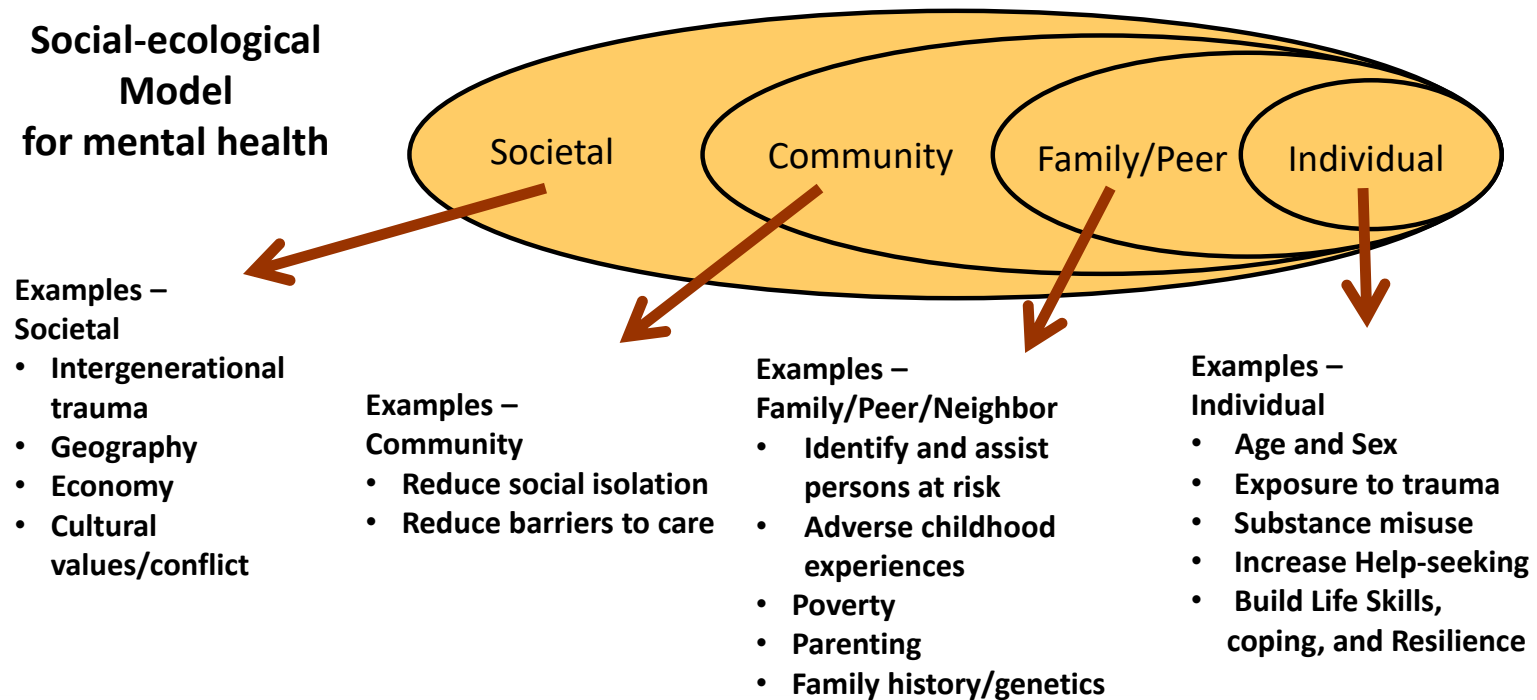 Social-ecological
Model
for mental health
Societal
Community
Family/Peer
Individual
Examples –
Societal
• Intergenerational
trauma
• Geography
• Economy
• Cultural
values/conflict
Examples –
Community
• Reduce social isolation
• Reduce barriers to care
Examples –
Family/Peer/Neighbor
• Identify and assist
persons at risk
• Adverse childhood
experiences
• Poverty
• Parenting
• Family history/genetics
Examples –
Individual
• Age and Sex
• Exposure to trauma
• Substance misuse
• Increase Help-seeking
• Build Life Skills,
coping, and Resilience